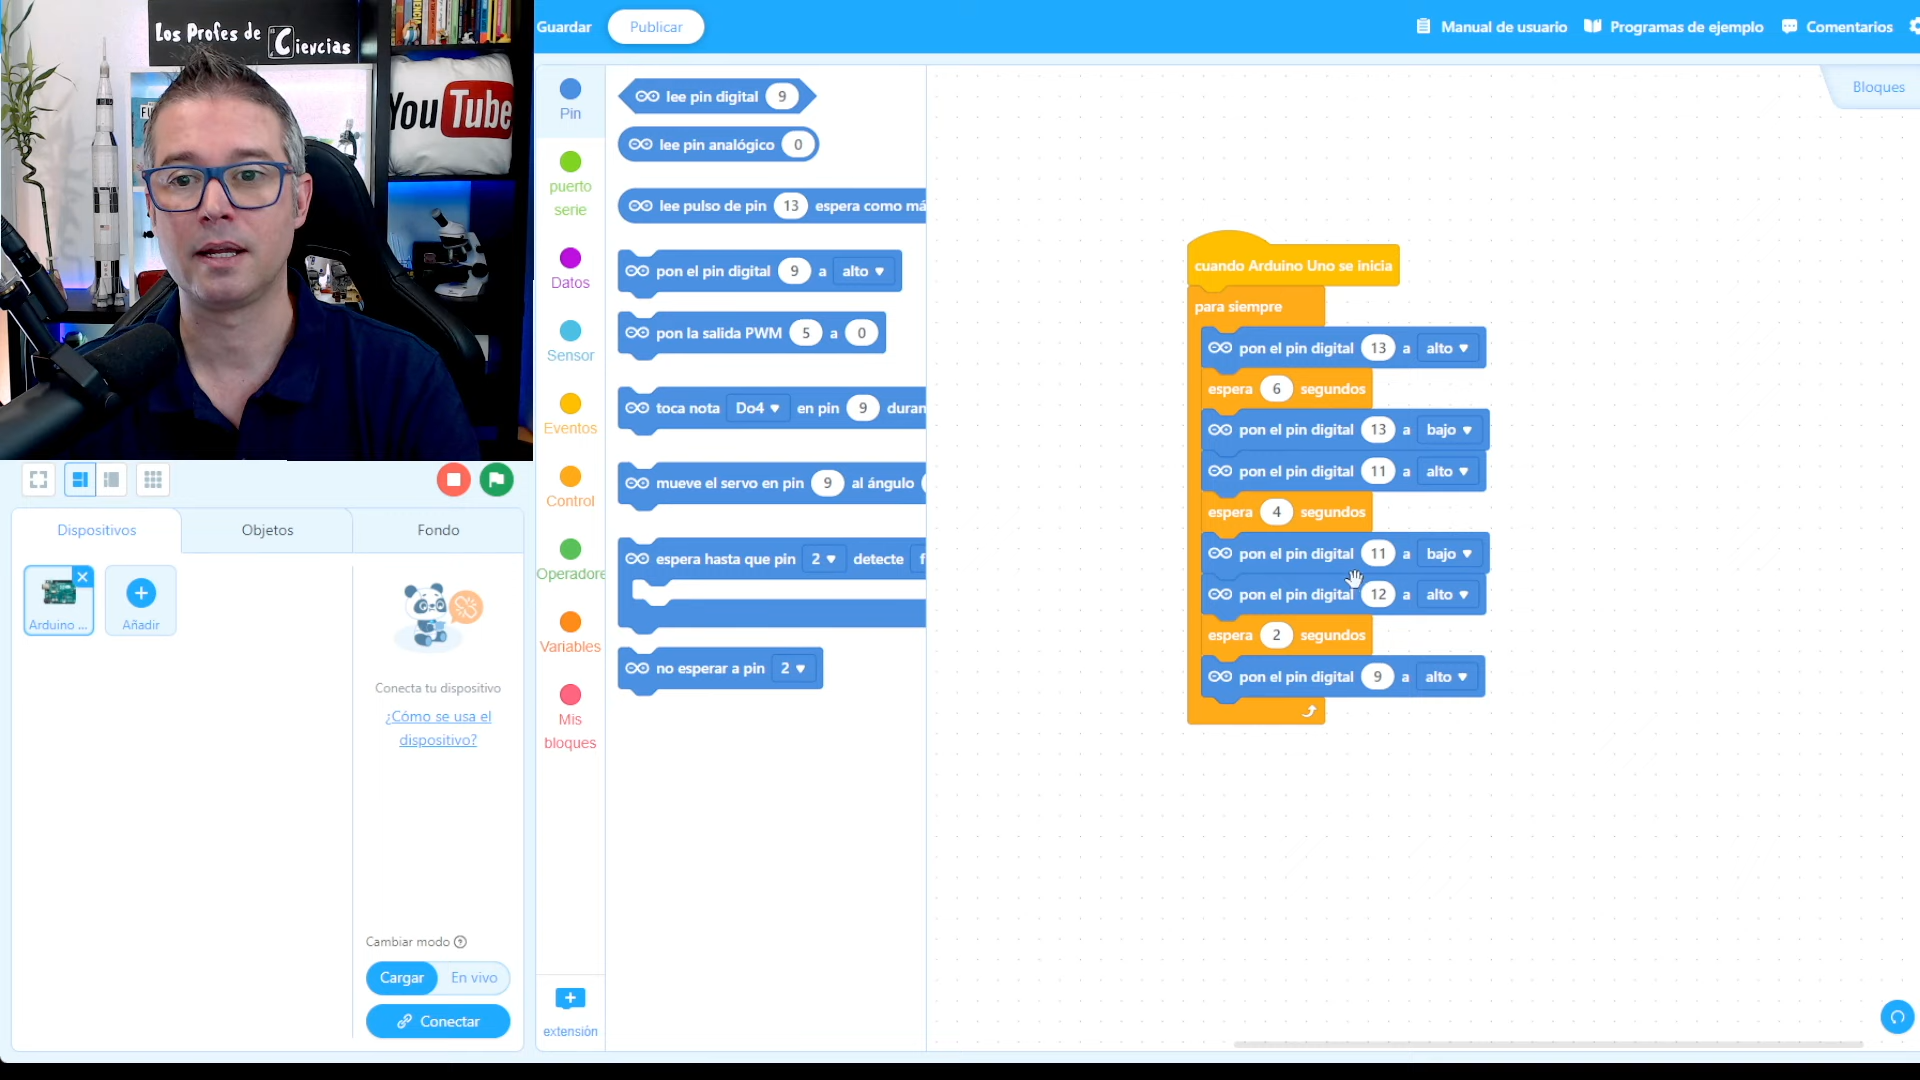 Los Profes de
Ciencias
YouTube
Guardar
Publicar
Manual de usuario
Programas de ejemplo
Comentarios
Bloques
Pin
puerto
serie
Datos
Sensor
Eventos
Control
Operadore
Variables
Mis
bloques
extensión
lee pin digital 9
lee pin analógico 0
lee pulso de pin 13 espera como má
pon el pin digital 9 a alto
pon la salida PWM 5 a 0
toca nota Do4 en pin 9 duran
mueve el servo en pin 9 al ángulo
espera hasta que pin 2 detecte f
no esperar a pin 2
cuando Arduino Uno se inicia
para siempre
pon el pin digital 13 a alto
espera 6 segundos
pon el pin digital 13 a bajo
pon el pin digital 11 a alto
espera 4 segundos
pon el pin digital 11 a bajo
pon el pin digital 12 a alto
espera 2 segundos
pon el pin digital 9 a alto
Dispositivos
Objetos
Fondo
Arduino ...
Añadir
Conecta tu dispositivo
¿Cómo se usa el
dispositivo?
Cambiar modo
Cargar
En vivo
Conectar